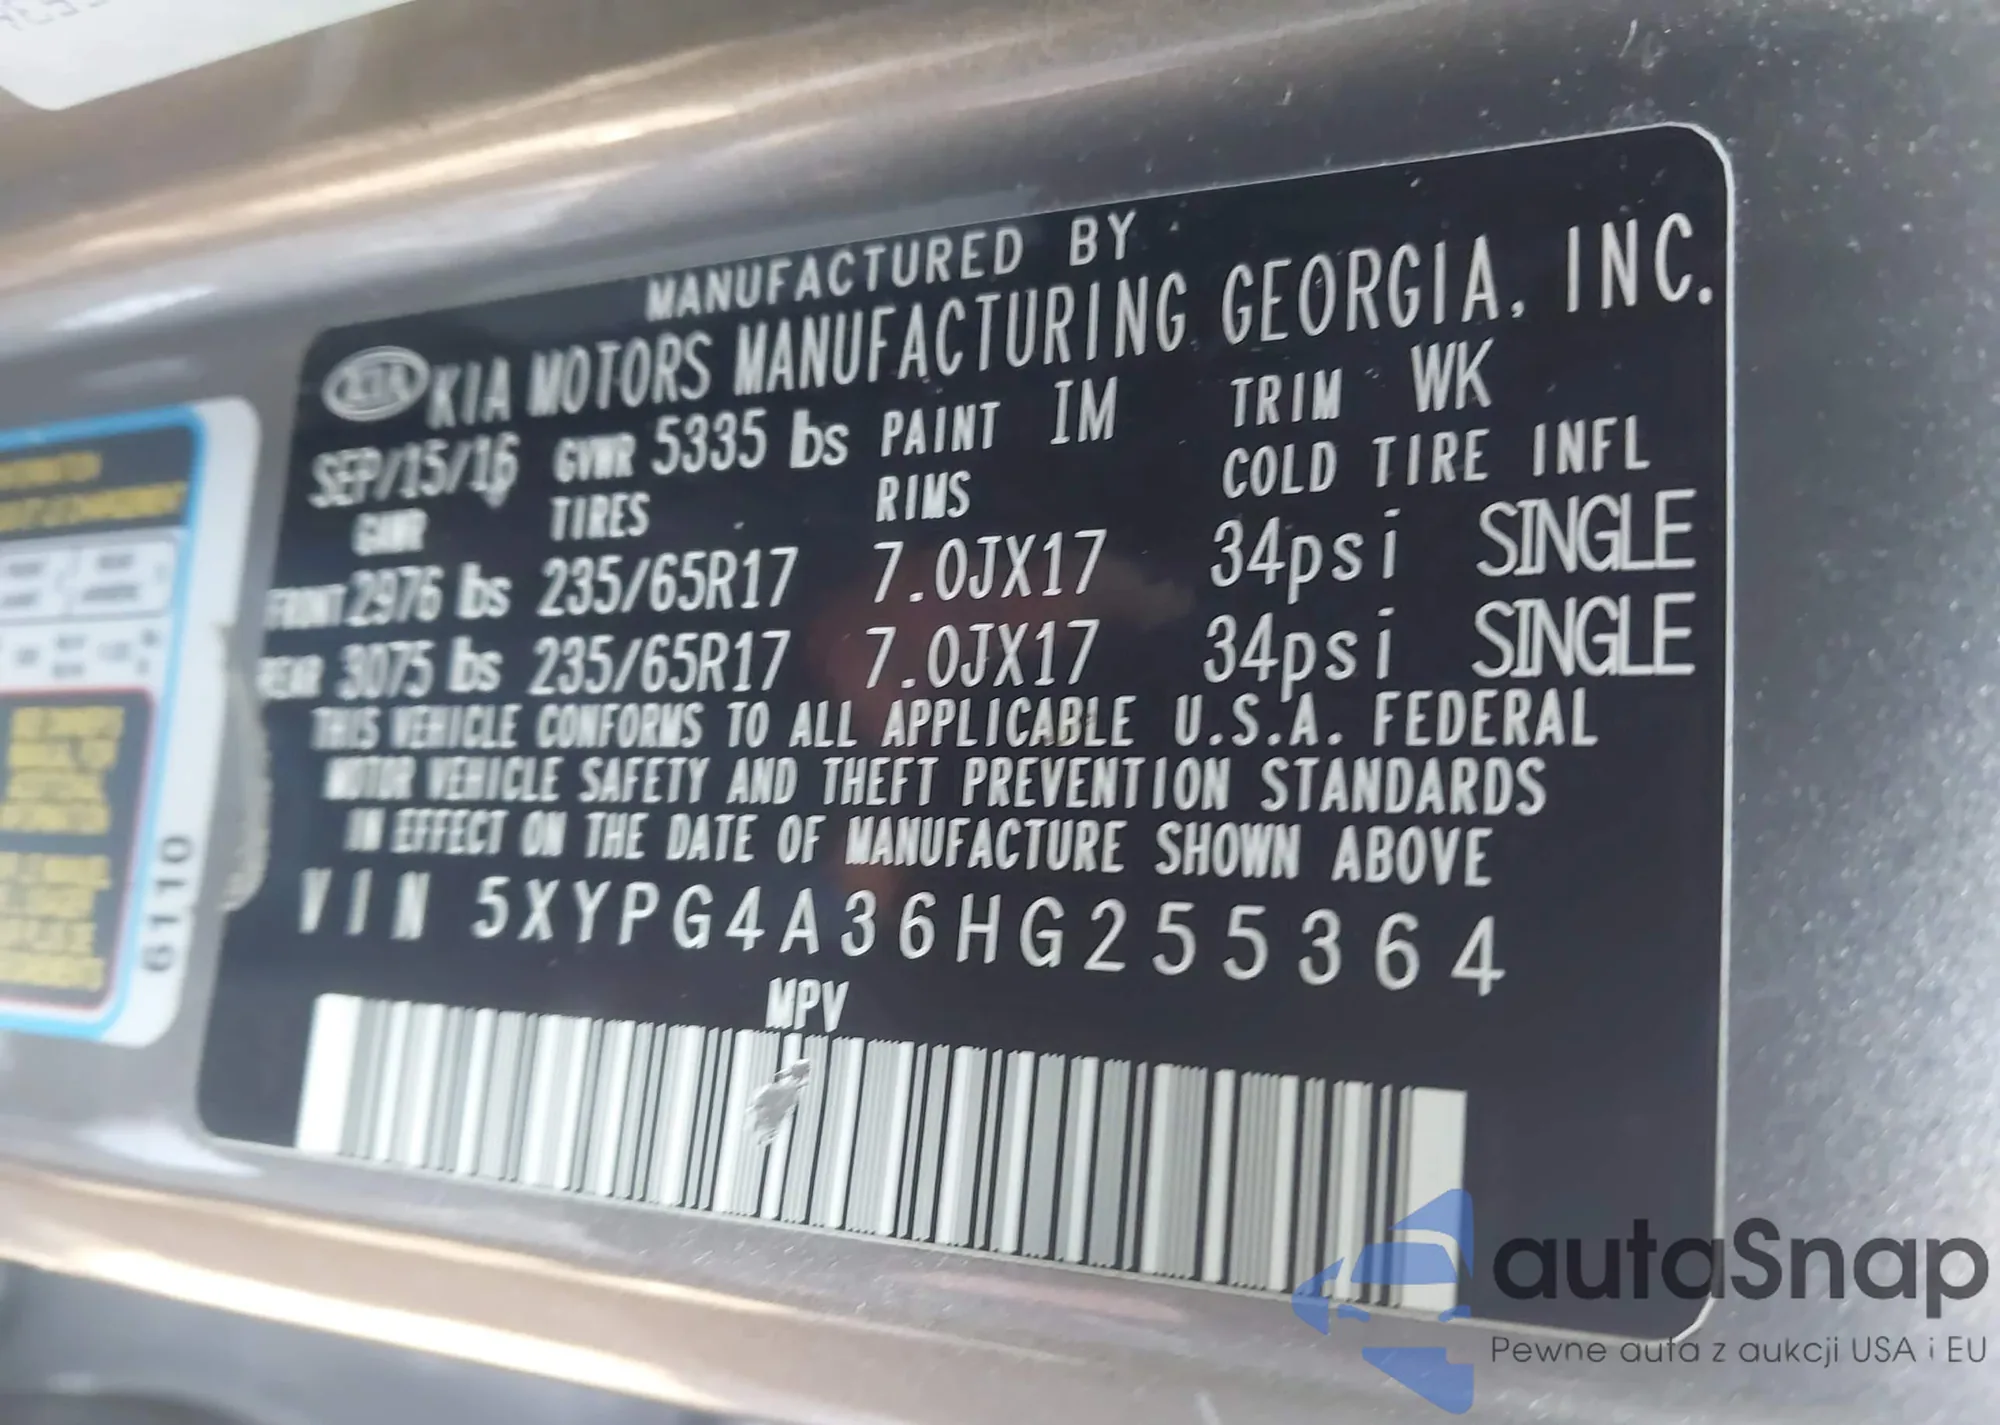 MANUFACTURED BY
KIA KIA MOTORS MANUFACTURING GEORGIA, INC.
SEP/15/16 GVWR 5335 lbs PAINT IM TRIM WK
GAWR TIRES RIMS COLD TIRE INFL
FRONT 2976 lbs 235/65R17 7.0JX17 34psi SINGLE
REAR 3075 lbs 235/65R17 7.0JX17 34psi SINGLE
THIS VEHICLE CONFORMS TO ALL APPLICABLE U.S.A. FEDERAL
MOTOR VEHICLE SAFETY AND THEFT PREVENTION STANDARDS
IN EFFECT ON THE DATE OF MANUFACTURE SHOWN ABOVE
VIN 5XYPG4A36HG255364
MPV
6110
autaSnap
Pewne auta z aukcji USA i EU